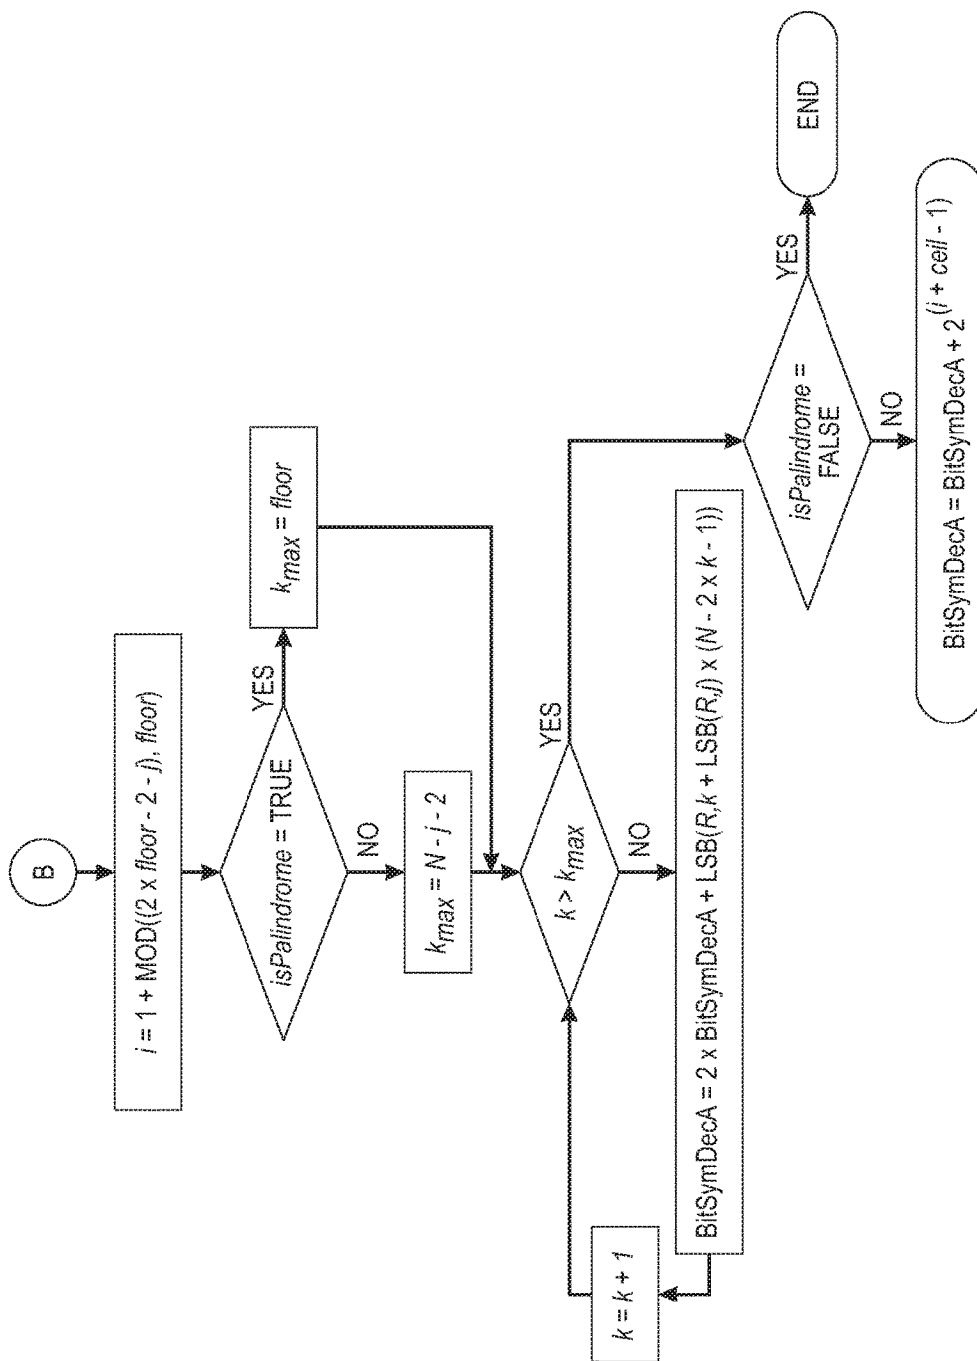 B
i = 1 + MOD((2 x floor - 2 - j), floor)
isPalindrome = TRUE
YES
k_max = floor
NO
k_max = N - j - 2
k > k_max
YES
NO
BitSymDecA = 2 x BitSymDecA + LSB(R,k + LSB(R,j) x (N - 2 x k - 1))
k = k + 1
isPalindrome =
FALSE
YES
END
NO
BitSymDecA = BitSymDecA + 2^(i + ceil - 1)